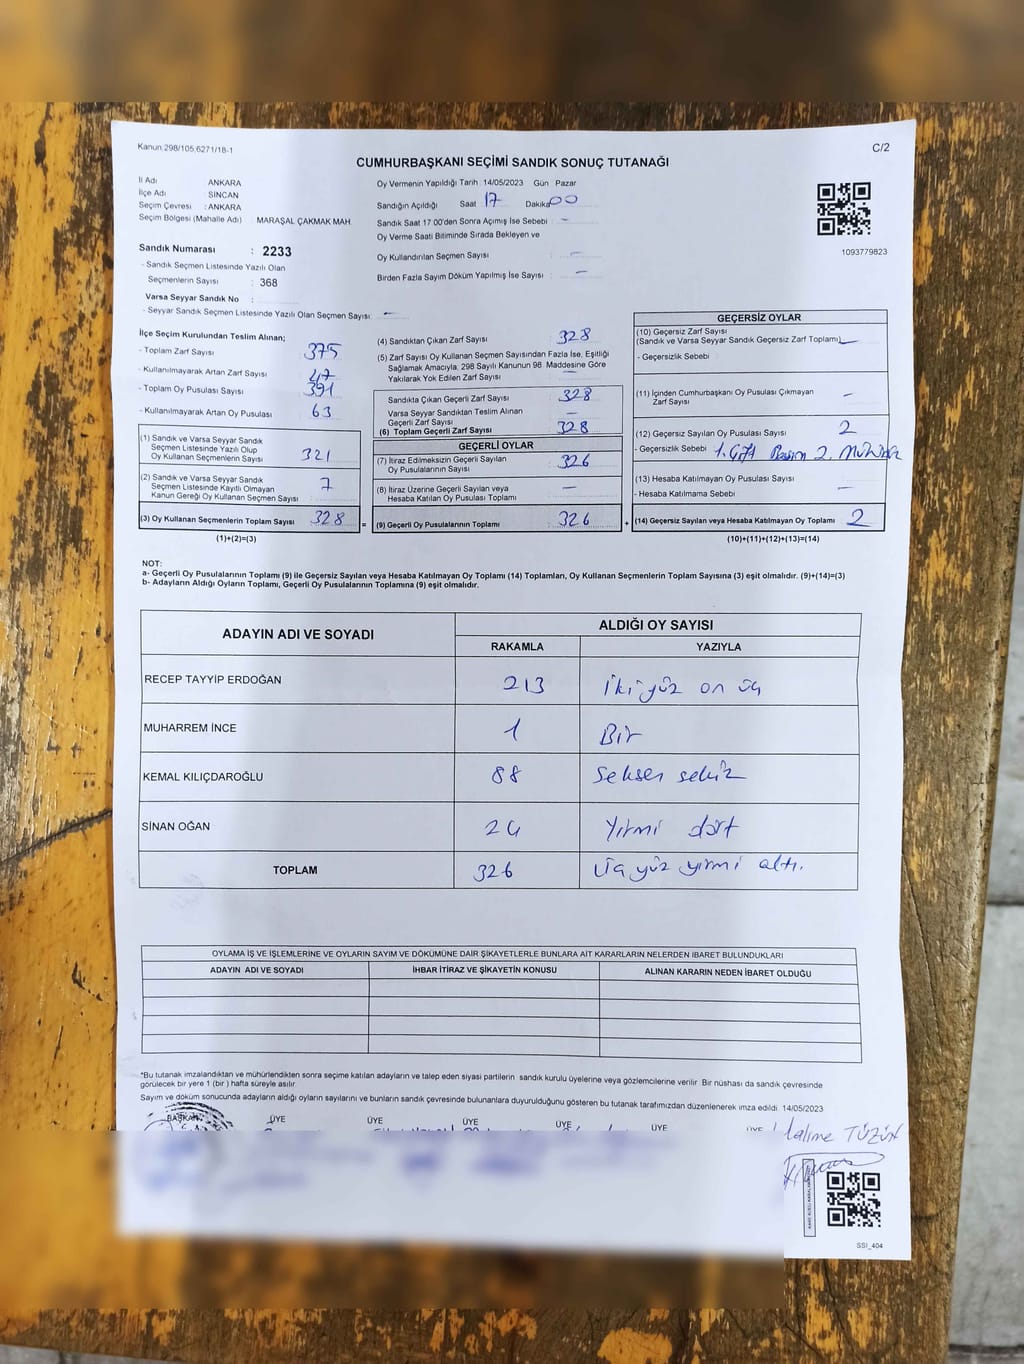 Kanun 298/105,6271/18-1
C/2
CUMHURBAŞKANI SEÇİMİ SANDIK SONUÇ TUTANAĞI
İl Adı ANKARA
İlçe Adı : SİNCAN
Seçim Çevresi : ANKARA
Seçim Bölgesi (Mahalle Adı) MARAŞAL ÇAKMAK MAH.
Sandık Numarası : 2233
- Sandık Seçmen Listesinde Yazılı Olan
Seçmenlerin Sayısı : 368
Varsa Seyyar Sandık No :
- Seyyar Sandık Seçmen Listesinde Yazılı Olan Seçmen Sayısı: –
Oy Vermenin Yapıldığı Tarih 14/05/2023 Gün Pazar
Sandığın Açıldığı Saat 17 Dakika 00
Sandık Saat 17.00'den Sonra Açımış İse Sebebi : –
Oy Verme Saati Bitiminde Sırada Bekleyen ve
Oy Kullandırılan Seçmen Sayısı : –
Birden Fazla Sayım Döküm Yapılmış İse Sayısı : –
1093779823
İlçe Seçim Kurulundan Teslim Alınan;
- Toplam Zarf Sayısı 375
- Kullanılmayarak Artan Zarf Sayısı 47
- Toplam Oy Pusulası Sayısı 391
- Kullanılmayarak Artan Oy Pusulası 63
(1) Sandık ve Varsa Seyyar Sandık
Seçmen Listesinde Yazılı Olup
Oy Kullanan Seçmenlerin Sayısı 321
(2) Sandık ve Varsa Seyyar Sandık
Seçmen Listesinde Kayıtlı Olmayan
Kanun Gereği Oy Kullanan Seçmen Sayısı : 7
(3) Oy Kullanan Seçmenlerin Toplam Sayısı 328 =
(1)+(2)=(3)
(4) Sandıktan Çıkan Zarf Sayısı : 328
(5) Zarf Sayısı Oy Kullanan Seçmen Sayısından Fazla İse, Eşitliği
Sağlamak Amacıyla, 298 Sayılı Kanunun 98. Maddesine Göre
Yakılarak Yok Edilen Zarf Sayısı : –
Sandıkta Çıkan Geçerli Zarf Sayısı : 328
Varsa Seyyar Sandıktan Teslim Alınan
Geçerli Zarf Sayısı –
(6) Toplam Geçerli Zarf Sayısı : 328
GEÇERLİ OYLAR
(7) İtiraz Edilmeksizin Geçerli Sayılan
Oy Pusulalarının Sayısı : 326
(8) İtiraz Üzerine Geçerli Sayılan veya
Hesaba Katılan Oy Pusulası Toplamı –
(9) Geçerli Oy Pusulalarının Toplamı : 326 +
GEÇERSİZ OYLAR
(10) Geçersiz Zarf Sayısı
(Sandık ve Varsa Seyyar Sandık Geçersiz Zarf Toplamı) –
- Geçersizlik Sebebi :
(11) İçinden Cumhurbaşkanı Oy Pusulası Çıkmayan
Zarf Sayısı –
(12) Geçersiz Sayılan Oy Pusulası Sayısı : 2
- Geçersizlik Sebebi : 1. Çift Basım 2. Mühür
(13) Hesaba Katılmayan Oy Pusulası Sayısı :
- Hesaba Katılmama Sebebi : –
(14) Geçersiz Sayılan veya Hesaba Katılmayan Oy Toplamı 2
(10)+(11)+(12)+(13)=(14)
NOT:
a- Geçerli Oy Pusulalarının Toplamı (9) ile Geçersiz Sayılan veya Hesaba Katılmayan Oy Toplamı (14) Toplamları, Oy Kullanan Seçmenlerin Toplam Sayısına (3) eşit olmalıdır. (9)+(14)=(3)
b- Adayların Aldığı Oyların Toplamı, Geçerli Oy Pusulalarının Toplamına (9) eşit olmalıdır.
ADAYIN ADI VE SOYADI ALDIĞI OY SAYISI
RAKAMLA YAZIYLA
RECEP TAYYİP ERDOĞAN 213 İki yüz on üç
MUHARREM İNCE 1 Bir
KEMAL KILIÇDAROĞLU 88 Seksen sekiz
SİNAN OĞAN 24 Yirmi dört
TOPLAM 326 Üç yüz yirmi altı.
OYLAMA İŞ VE İŞLEMLERİNE VE OYLARIN SAYIM VE DÖKÜMÜNE DAİR ŞİKAYETLERLE BUNLARA AİT KARARLARIN NELERDEN İBARET BULUNDUKLARI
ADAYIN ADI VE SOYADI İHBAR İTİRAZ VE ŞİKAYETİN KONUSU ALINAN KARARIN NEDEN İBARET OLDUĞU
*Bu tutanak imzalandıktan ve mühürlendikten sonra seçime katılan adayların ve talep eden siyasi partilerin sandık kurulu üyelerine veya gözlemcilerine verilir. Bir nüshası da sandık çevresinde
görülecek bir yere 1 (bir ) hafta süreyle asılır.
Sayım ve döküm sonucunda adayların aldığı oyların sayılarını ve bunların sandık çevresinde bulunanlara duyurulduğunu gösteren bu tutanak tarafımızdan düzenlenerek imza edildi. 14/05/2023
BAŞKAN ÜYE ÜYE ÜYE ÜYE ÜYE ÜYE
Halime TÜZÜN
SSI_404